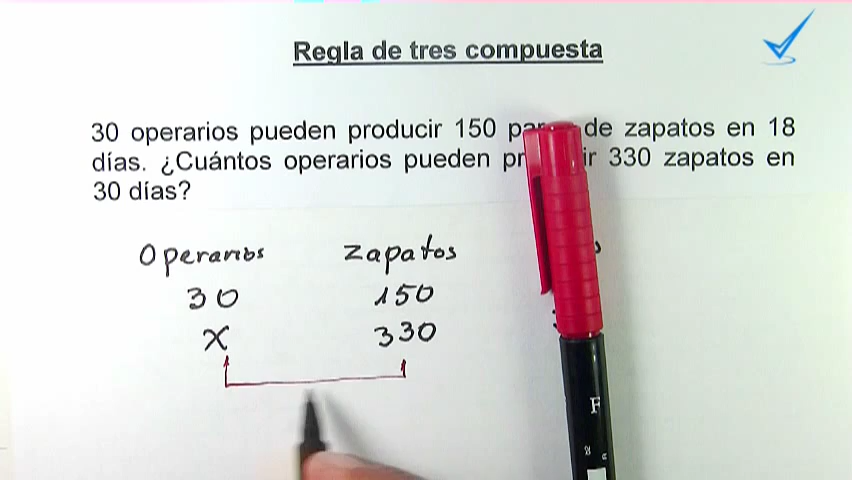 Regla de tres compuesta
30 operarios pueden producir 150 de zapatos en 18
días. ¿Cuántos operarios pueden 330 zapatos en
30 días?
Operarios Zapatos
30 150
X 330
F